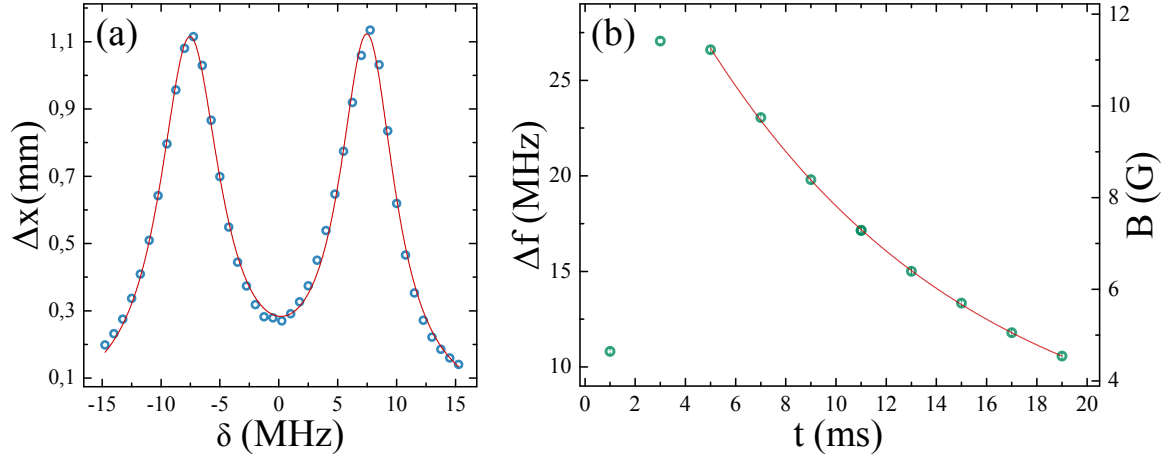 (a)
1,1
0,9
0,7
0,5
0,3
0,1
Δx(mm)
-15 -10 -5 0 5 10 15
δ (MHz)
(b)
25
20
15
10
Δf (MHz)
12
10
8
6
4
B (G)
0 2 4 6 8 10 12 14 16 18 20
t (ms)